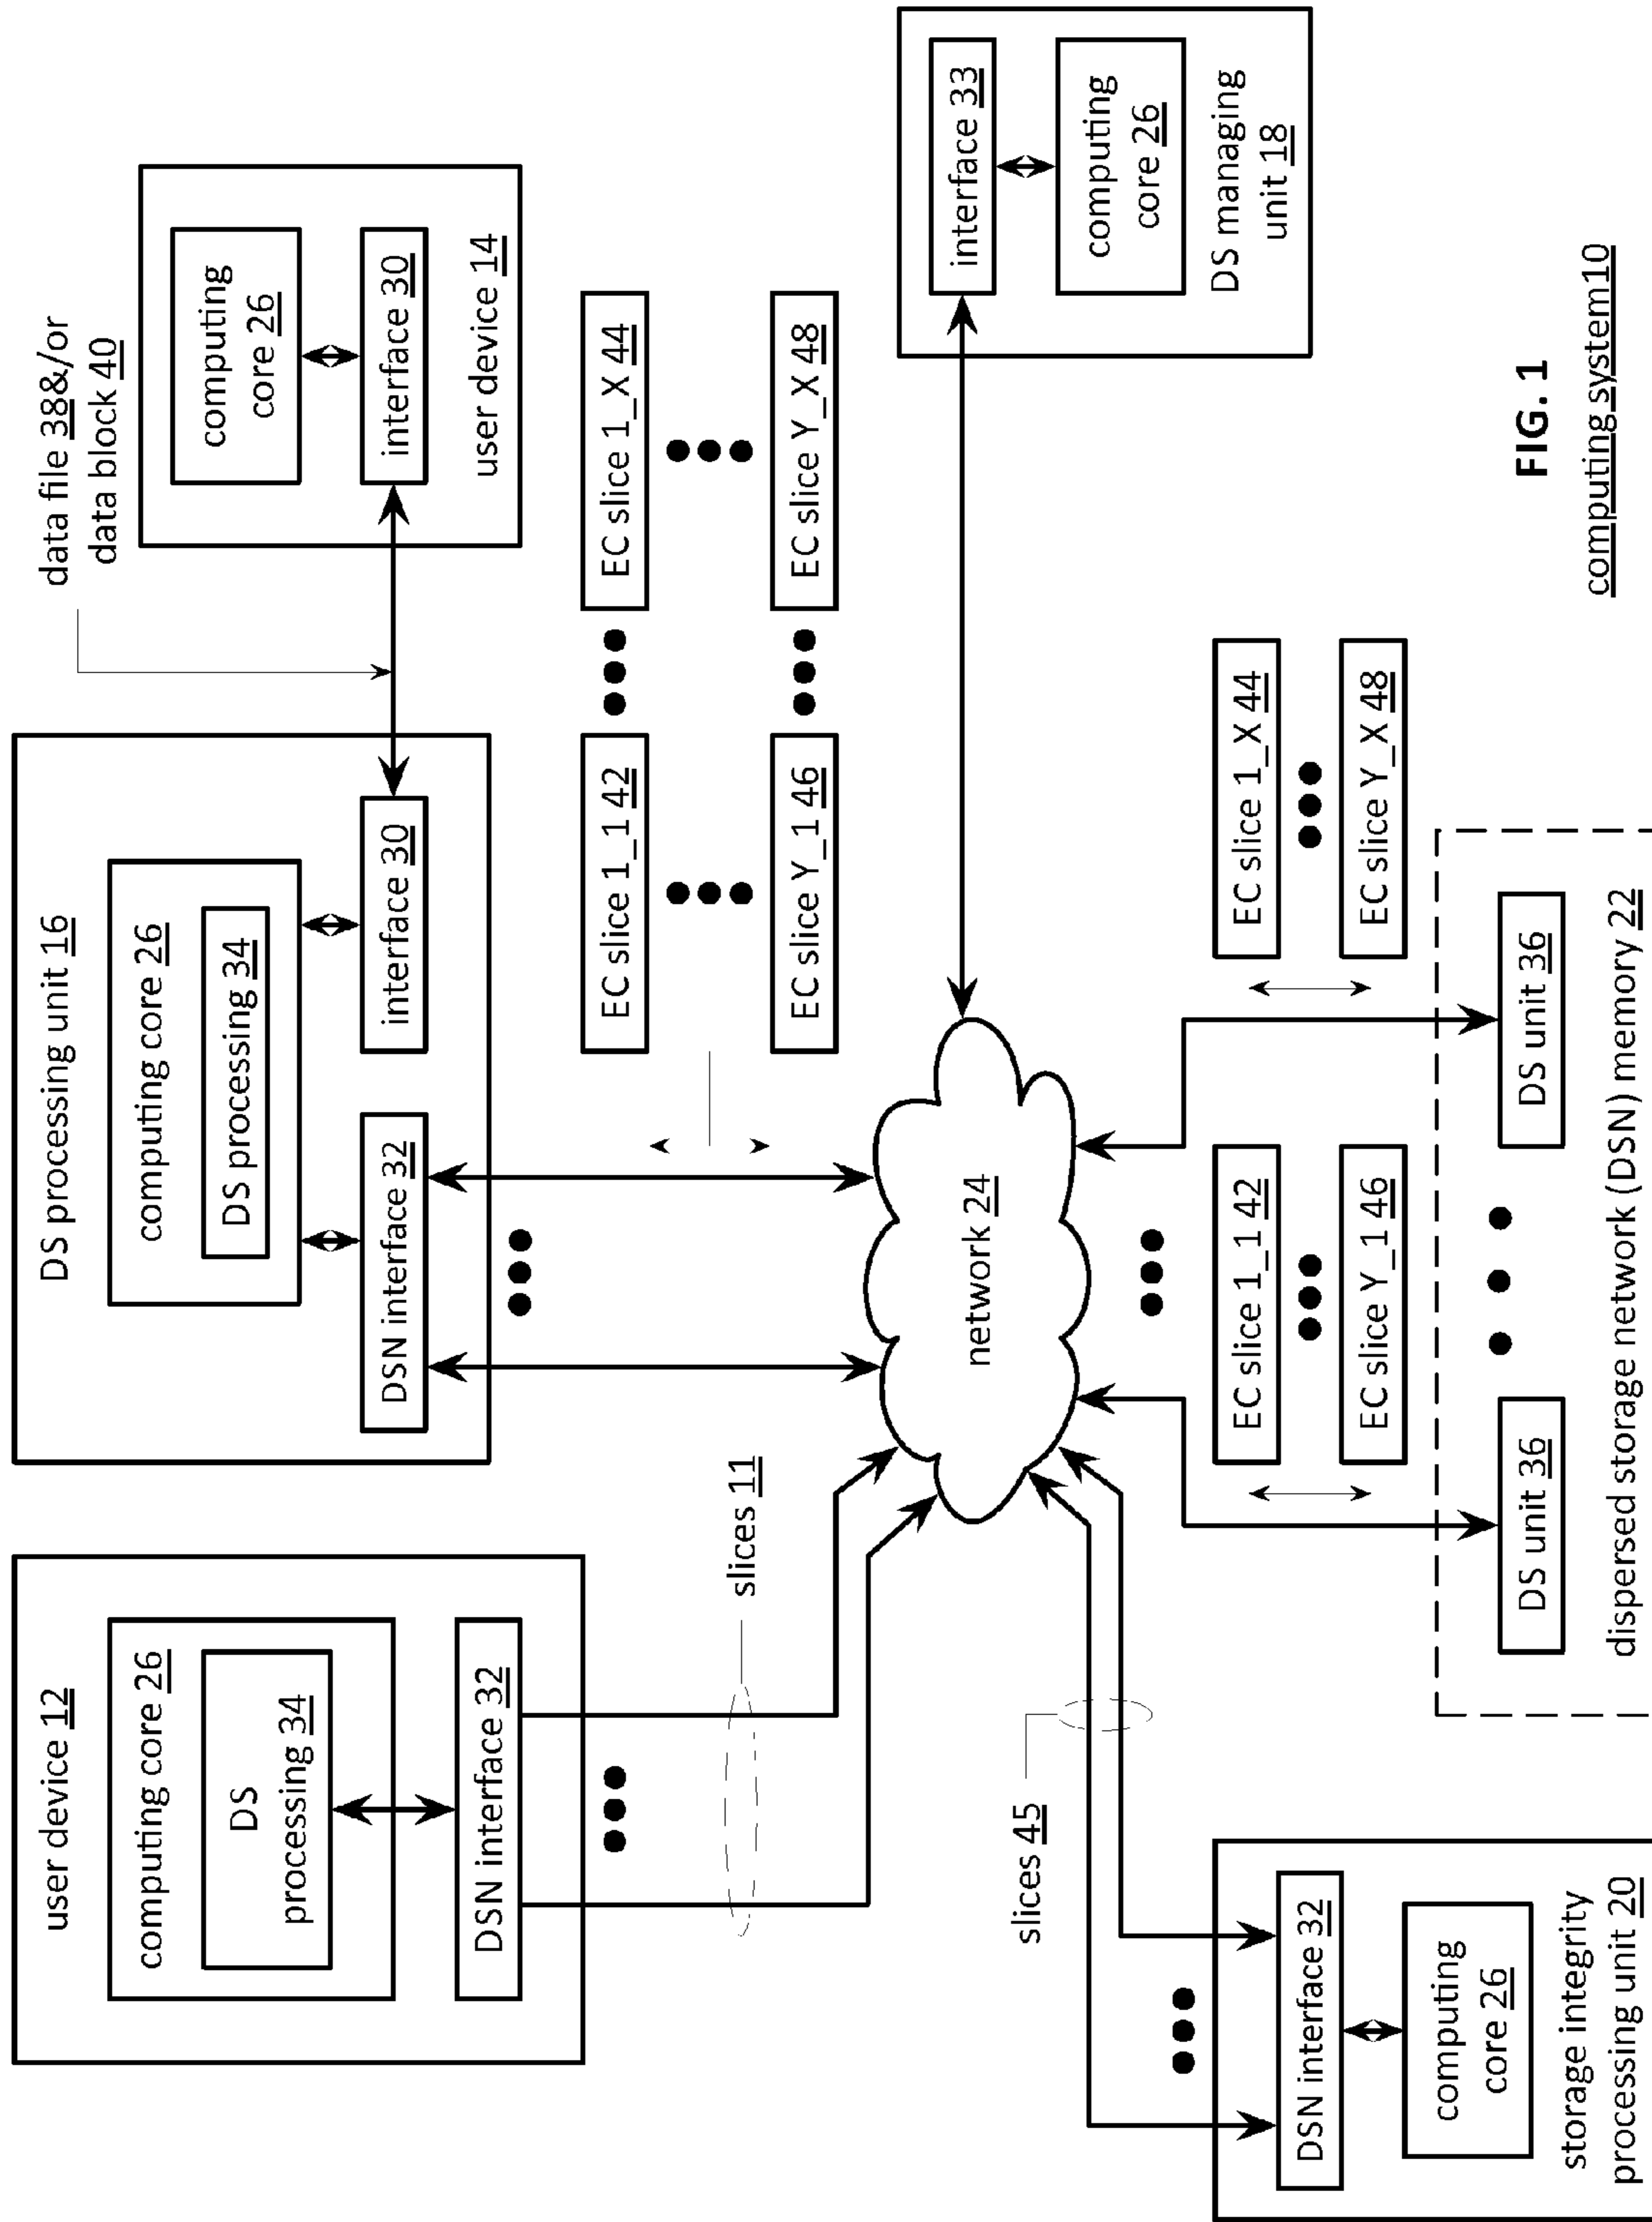 user device 12
computing core 26
DS
processing 34
DSN interface 32
slices 11
DS processing unit 16
computing core 26
DS processing 34
DSN interface 32
interface 30
data file 38&/or
data block 40
computing
core 26
interface 30
user device 14
EC slice 1_1 42
EC slice 1_X 44
EC slice Y_1 46
EC slice Y_X 48
network 24
interface 33
computing
core 26
DS managing
unit 18
slices 45
DSN interface 32
computing
core 26
storage integrity
processing unit 20
EC slice 1_1 42
EC slice Y_1 46
EC slice 1_X 44
EC slice Y_X 48
DS unit 36
DS unit 36
dispersed storage network (DSN) memory 22
FIG. 1
computing system10